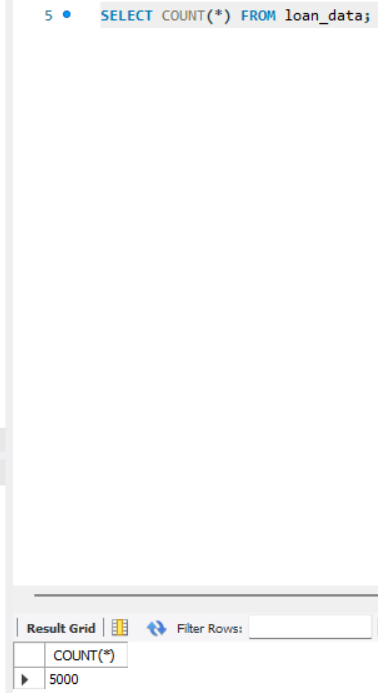 5 SELECT COUNT(*) FROM loan_data;
Result Grid Filter Rows:
COUNT(*)
5000